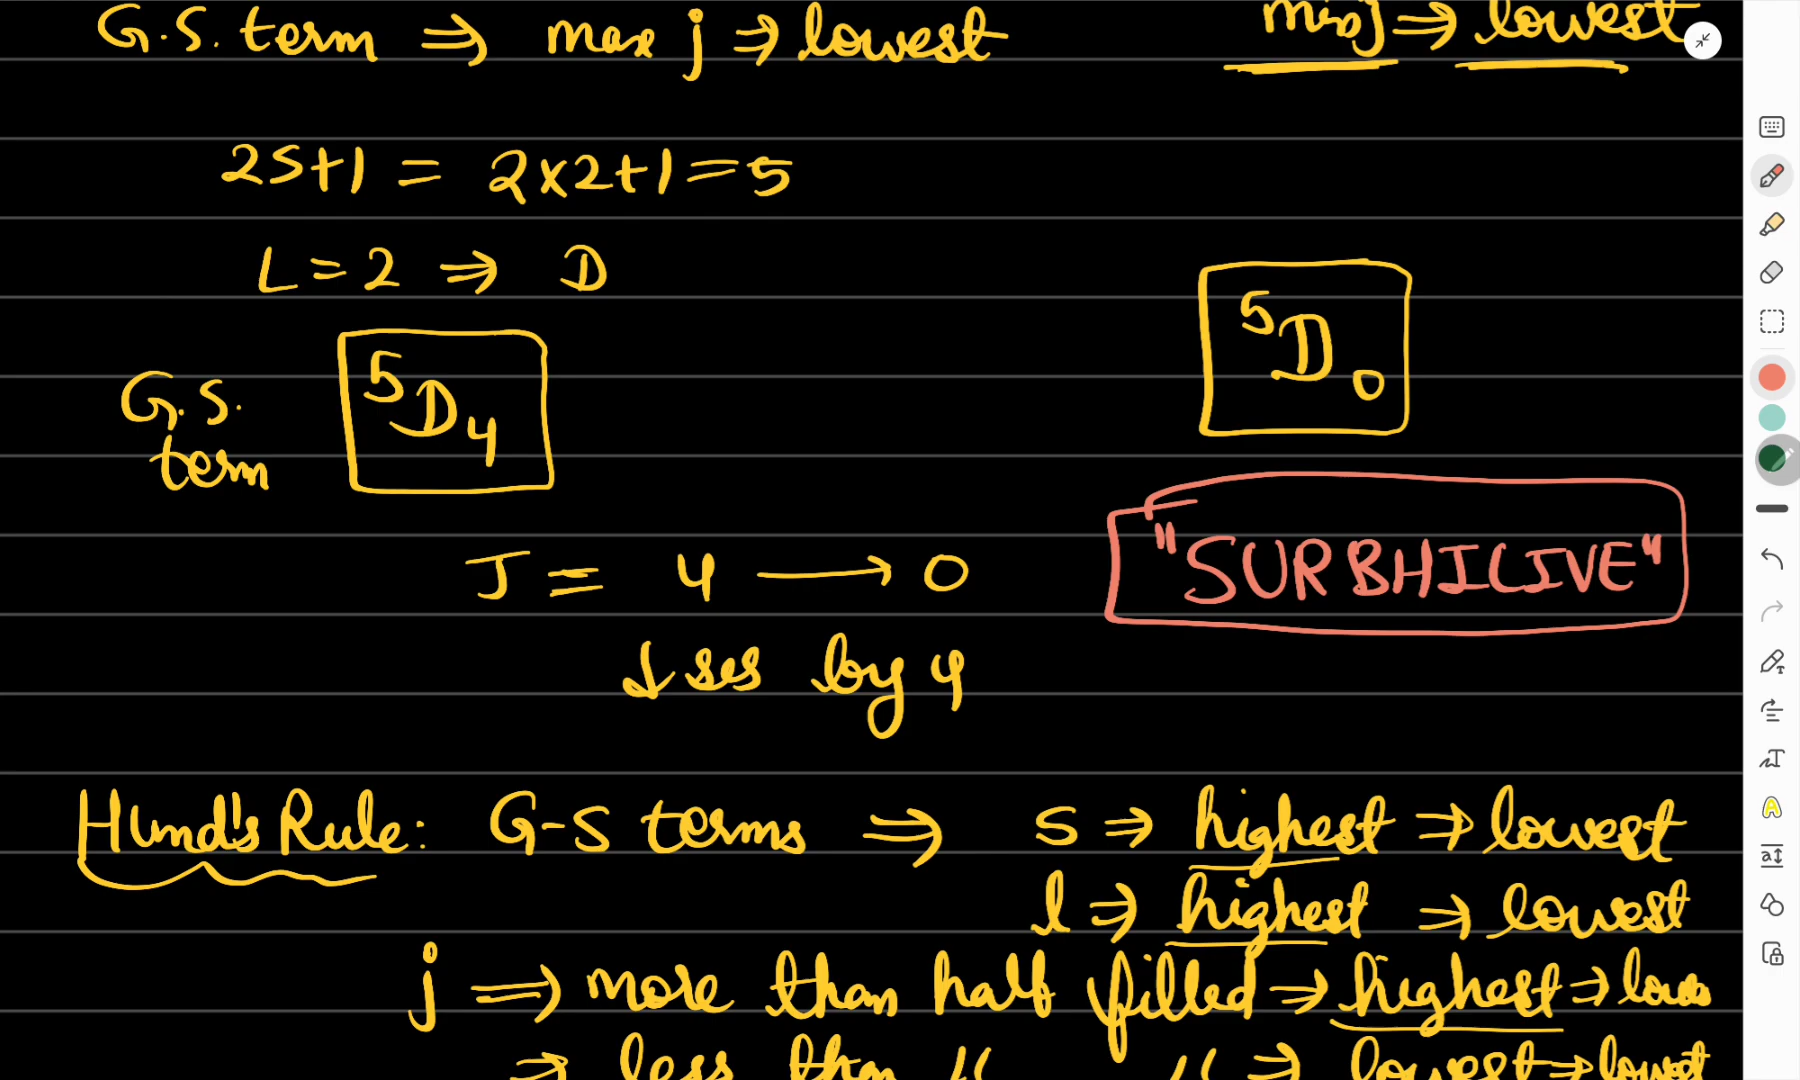 G.S. term ⇒ max j ⇒ lowest
min j ⇒ lowest
2S+1 = 2×2+1=5
L=2 ⇒ D
G.S. term
⁵D₄
⁵D₀
J = 4 → 0
"SURBHILIVE"
↓ses by 4
Hund's Rule: G-S terms ⇒ S ⇒ highest ⇒ lowest
l ⇒ highest ⇒ lowest
j ⇒ more than half filled ⇒ highest ⇒
⇒ less than " " ⇒ lowest ⇒ lowest